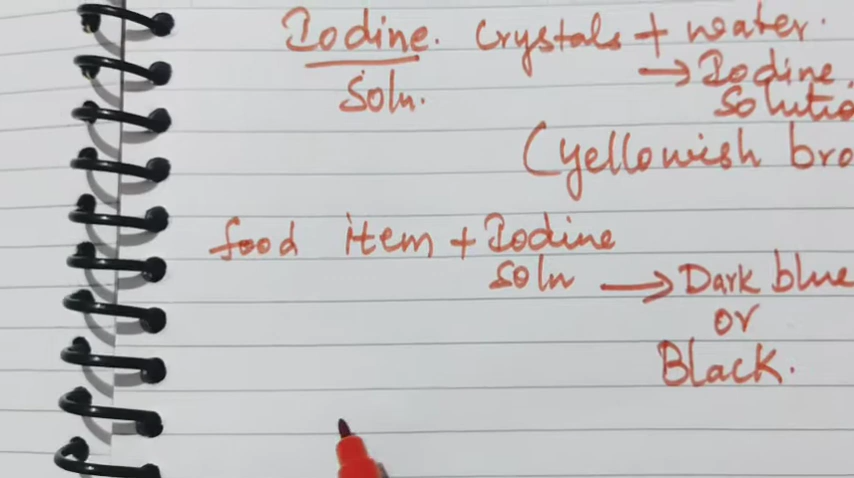 Iodine. Crystals + water.
→ Iodine
Soln. Solutio
(yellowish bro
food item + Iodine
soln → Dark blue
or
Black.